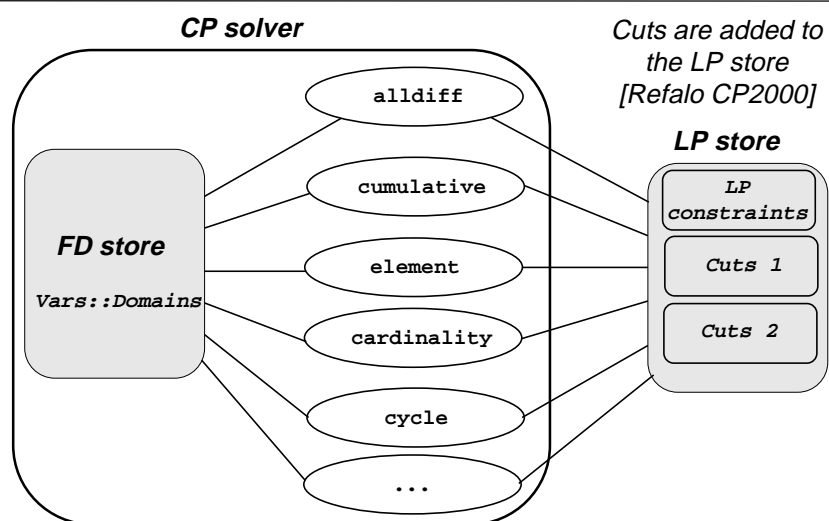 CP solver
Cuts are added to
the LP store
[Refalo CP2000]
alldiff
cumulative
element
cardinality
cycle
...
FD store
Vars::Domains
LP store
LP
constraints
Cuts 1
Cuts 2